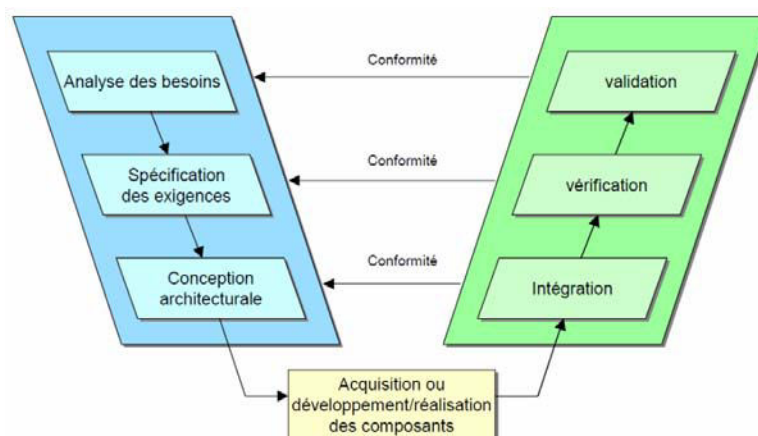 Analyse des besoins
Conformité
validation
Spécification
des exigences
Conformité
vérification
Conception
architecturale
Conformité
Intégration
Acquisition ou
développement/réalisation
des composants